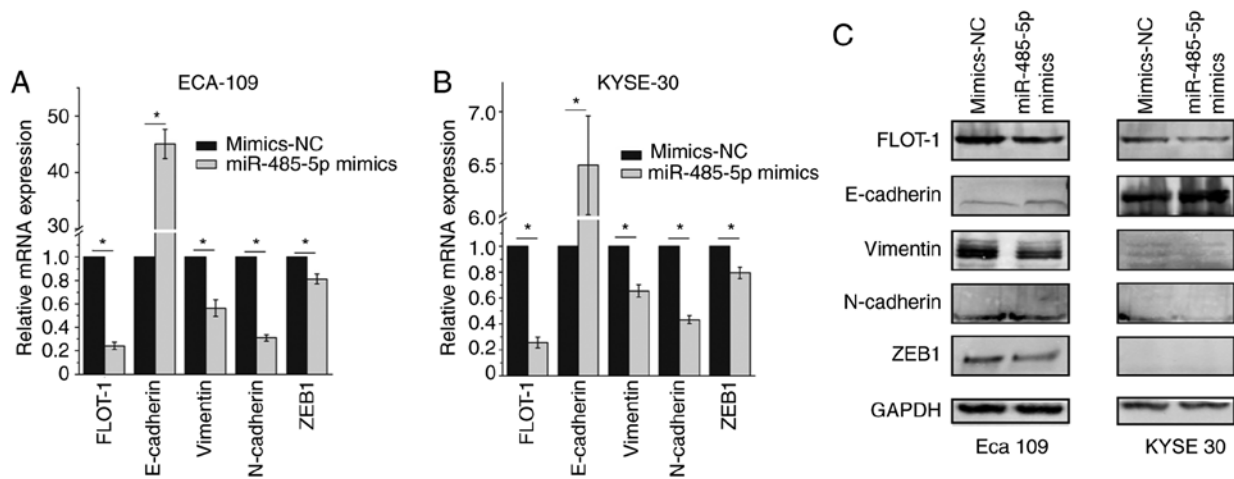 A
ECA-109
*
Mimics-NC
miR-485-5p mimics
Relative mRNA expression
50
45
40
30
1.0
0.8
0.6
0.4
0.2
0
*
*
*
*
FLOT-1
E-cadherin
Vimentin
N-cadherin
ZEB1
B
KYSE-30
*
Mimics-NC
miR-485-5p mimics
Relative mRNA expression
7.0
6.5
6.0
1.0
0.8
0.6
0.4
0.2
0
*
*
*
*
FLOT-1
E-cadherin
Vimentin
N-cadherin
ZEB1
C
Mimics-NC
miR-485-5p
mimics
Mimics-NC
miR-485-5p
mimics
FLOT-1
E-cadherin
Vimentin
N-cadherin
ZEB1
GAPDH
Eca 109
KYSE 30